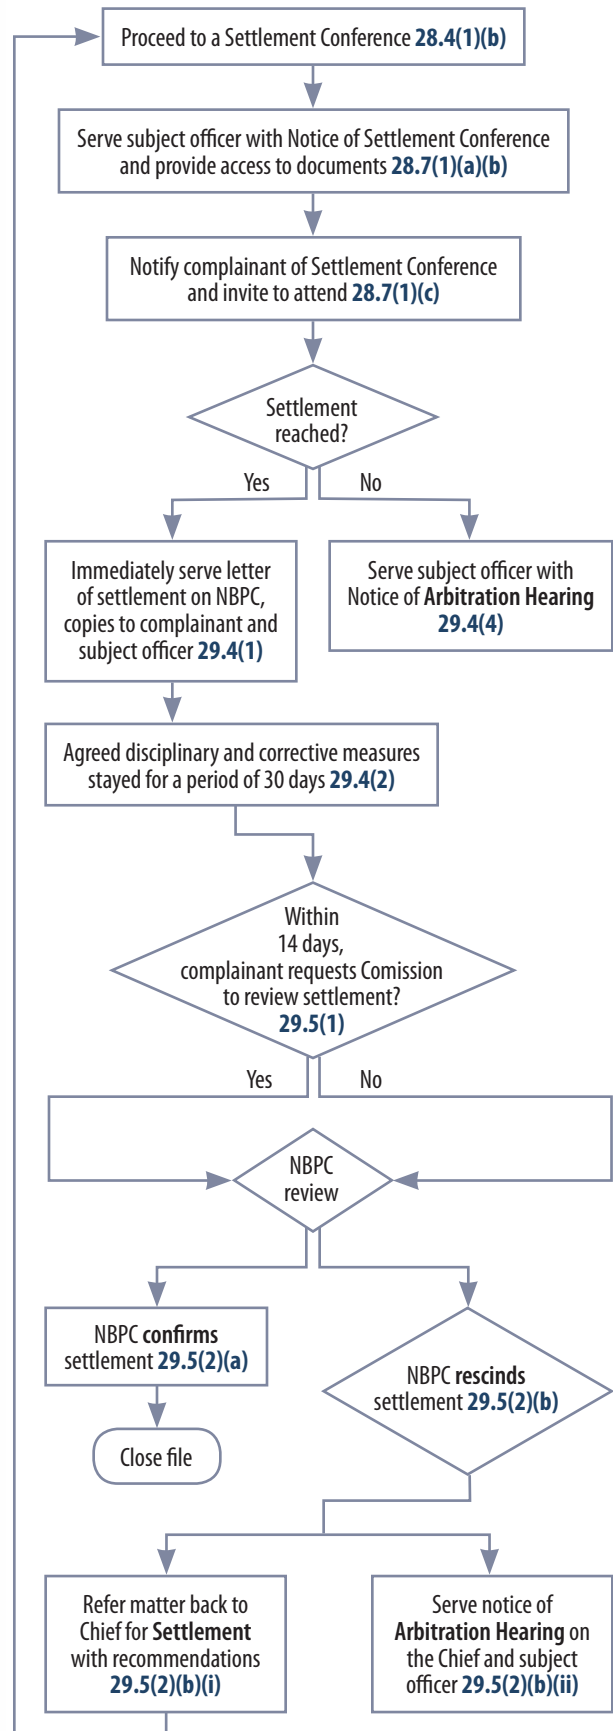 Proceed to a Settlement Conference 28.4(1)(b)
Serve subject officer with Notice of Settlement Conference
and provide access to documents 28.7(1)(a)(b)
Notify complainant of Settlement Conference
and invite to attend 28.7(1)(c)
Settlement
reached?
Yes
No
Immediately serve letter
of settlement on NBPC,
copies to complainant and
subject officer 29.4(1)
Serve subject officer with
Notice of Arbitration Hearing
29.4(4)
Agreed disciplinary and corrective measures
stayed for a period of 30 days 29.4(2)
Within
14 days,
complainant requests Comission
to review settlement?
29.5(1)
Yes
No
NBPC
review
NBPC confirms
settlement 29.5(2)(a)
NBPC rescinds
settlement 29.5(2)(b)
Close file
Refer matter back to
Chief for Settlement
with recommendations
29.5(2)(b)(i)
Serve notice of
Arbitration Hearing on
the Chief and subject
officer 29.5(2)(b)(ii)